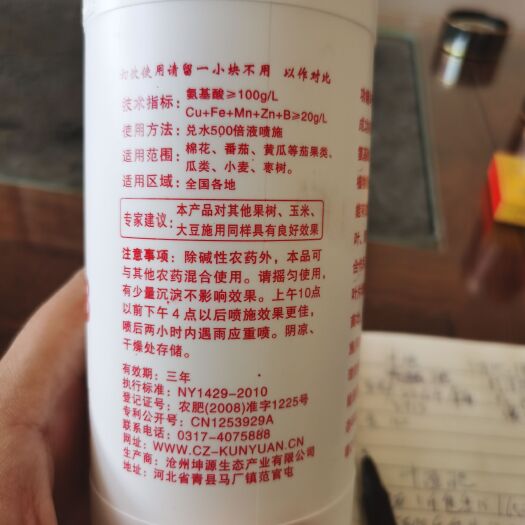 初次使用请留一小块不用 以作对比
技术指标：氨基酸≥100g/L
Cu+Fe+Mn+Zn+B≥20g/L
使用方法：兑水500倍液喷施
适用范围：棉花、番茄、黄瓜等茄果类、
瓜类、小麦、枣树。
适用区域：全国各地
专家建议：本产品对其他果树、玉米、
大豆施用同样具有良好效果
注意事项：除碱性农药外，本品可
与其他农药混合使用。请摇匀使用，
有少量沉淀不影响效果。上午10点
以前下午4点以后喷施效果更佳，
喷后两小时内遇雨应重喷。阴凉、
干燥处存储。
有效期：三年
执行标准：NY1429-2010
登记证号：农肥(2008)准字1225号
专利公开号：CN1253929A
联系电话：0317-4075888
网址：WWW.CZ-KUNYUAN.CN
生产商：沧州坤源生态产业有限公司
地址：河北省青县马厂镇范官屯